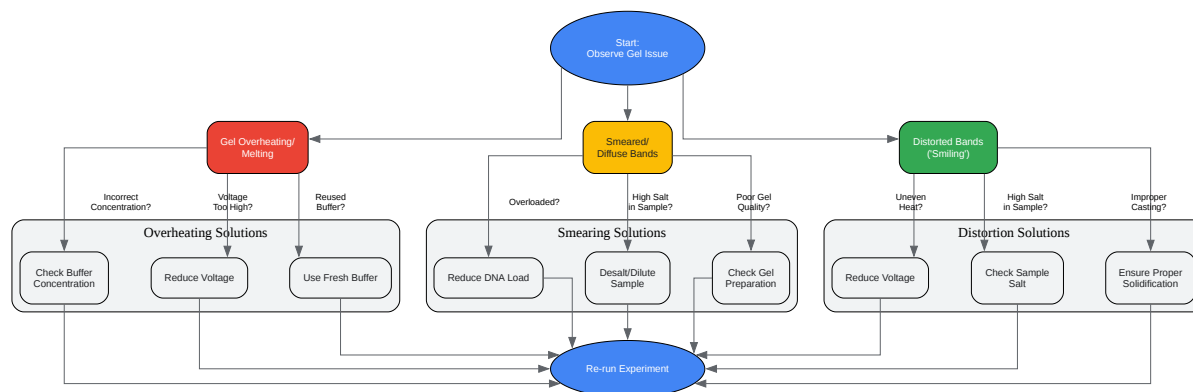 Start:
Observe Gel Issue
Gel Overheating/
Melting
Smeared/
Diffuse Bands
Distorted Bands
('Smiling')
Incorrect
Concentration?
Voltage
Too High?
Reused
Buffer?
Overloaded?
High Salt
in Sample?
Poor Gel
Quality?
Uneven
Heat?
High Salt
in Sample?
Improper
Casting?
Overheating Solutions
Check Buffer
Concentration
Reduce Voltage
Use Fresh Buffer
Smearing Solutions
Reduce DNA Load
Desalt/Dilute
Sample
Check Gel
Preparation
Distortion Solutions
Reduce Voltage
Check Sample
Salt
Ensure Proper
Solidification
Re-run Experiment